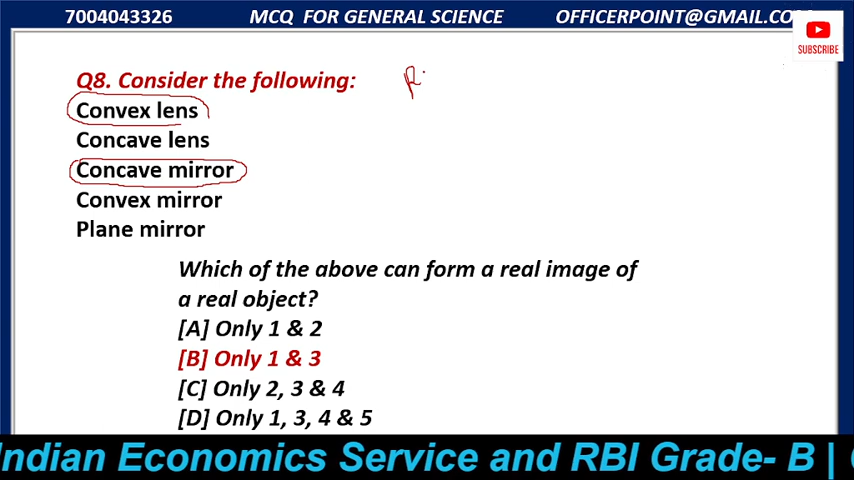 7004043326 MCQ FOR GENERAL SCIENCE OFFICERPOINT@GMAIL.CO
SUBSCRIBE
Q8. Consider the following:
Convex lens
Concave lens
Concave mirror
Convex mirror
Plane mirror
Which of the above can form a real image of
a real object?
[A] Only 1 & 2
[B] Only 1 & 3
[C] Only 2, 3 & 4
[D] Only 1, 3, 4 & 5
Indian Economics Service and RBI Grade- B |